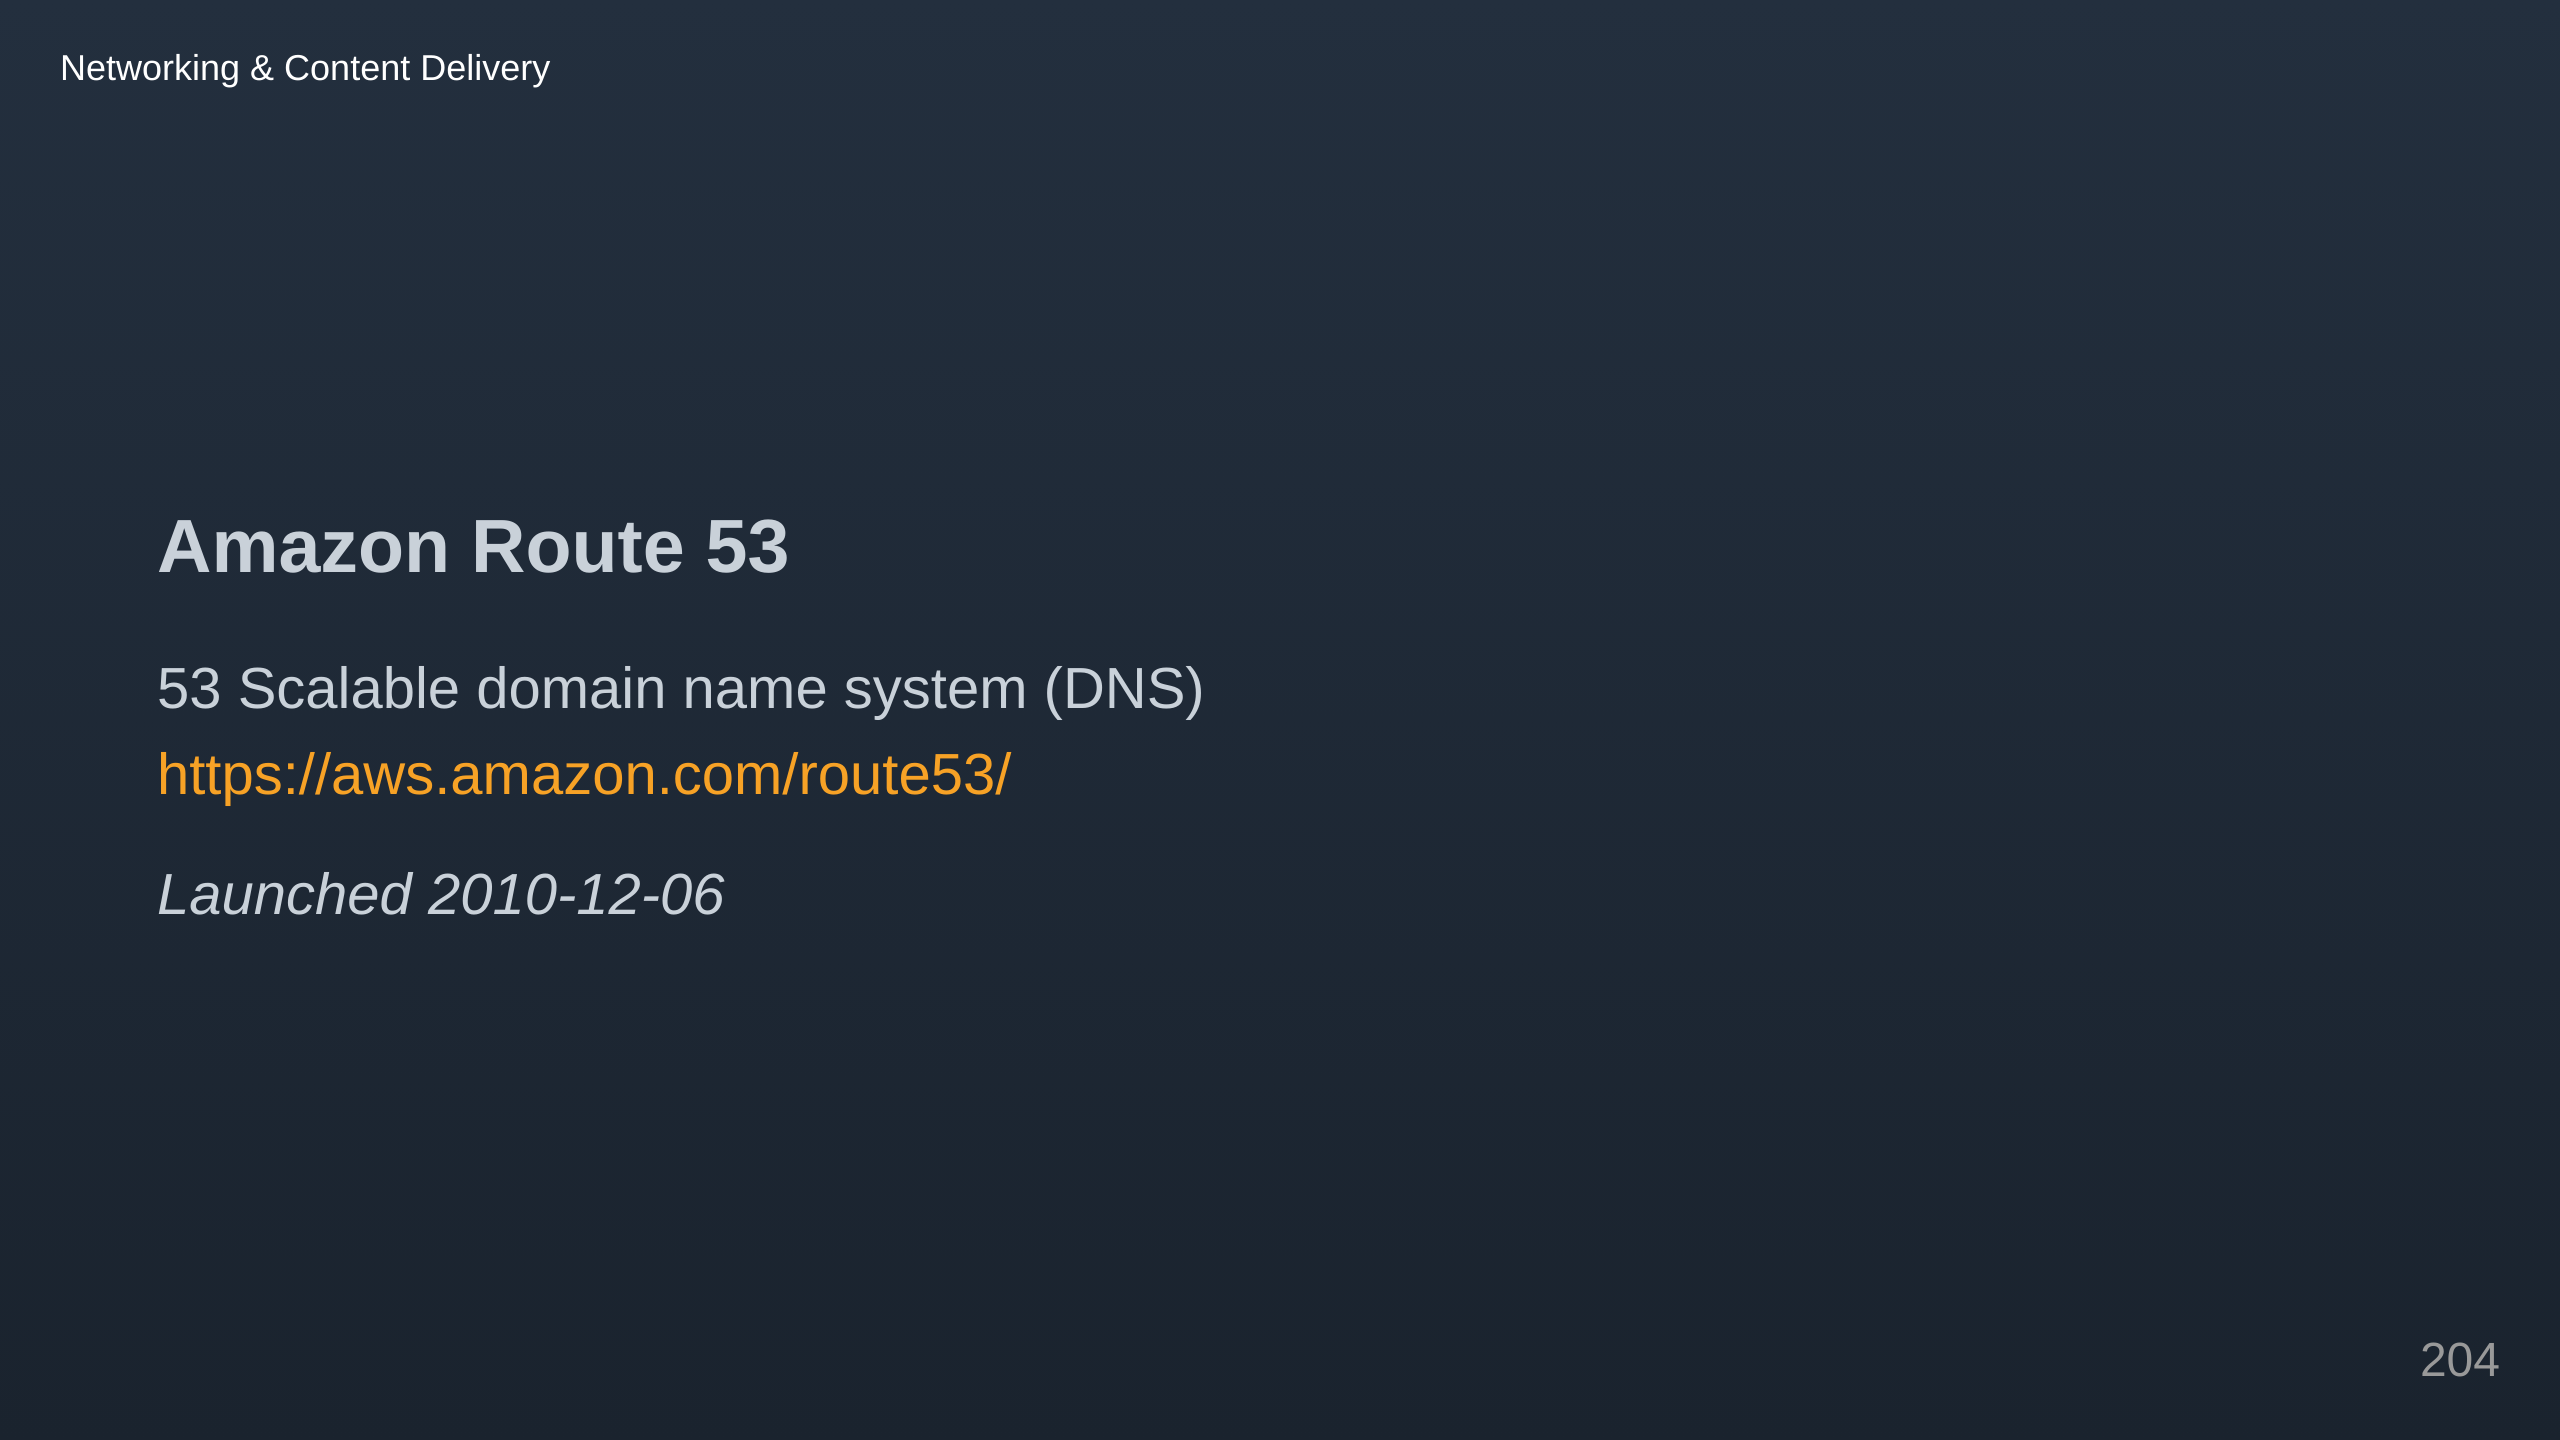 Networking & Content Delivery
Amazon Route 53
53 Scalable domain name system (DNS)
https://aws.amazon.com/route53/
Launched 2010-12-06
204